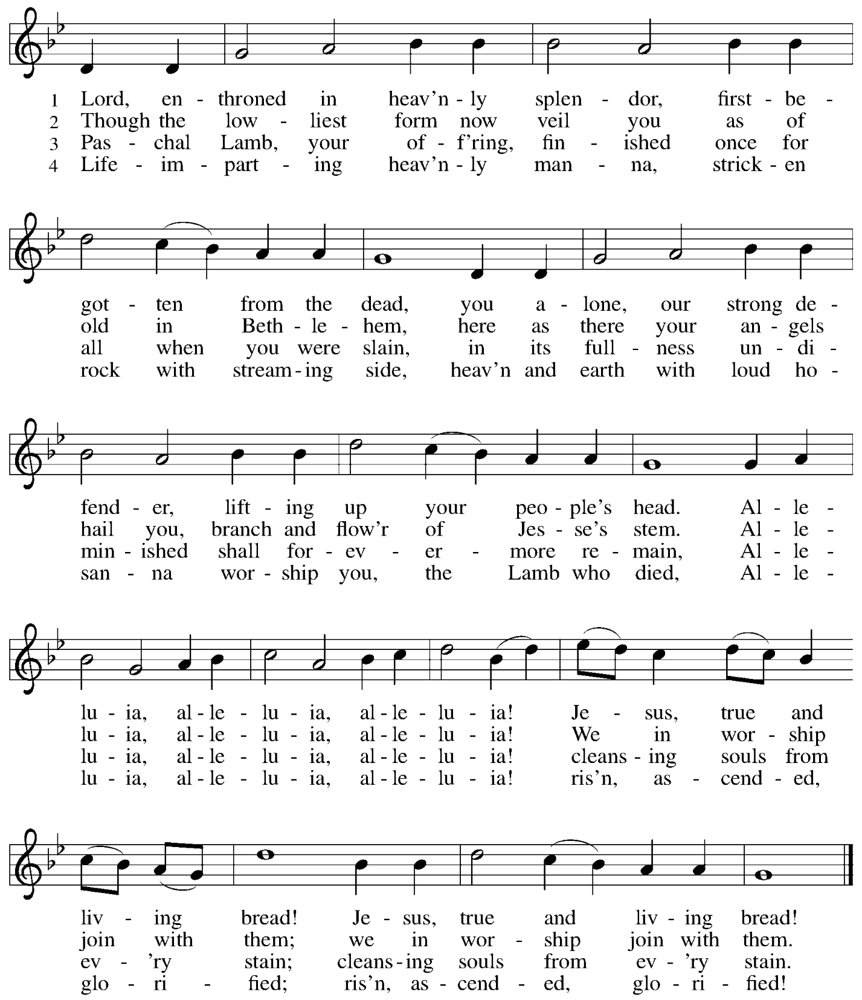 1 Lord, en - throned in heav'n - ly splen - dor, first - be -
2 Though the low - liest form now veil you as of
3 Pas - chal Lamb, your of - f'ring, fin - ished once for
4 Life - im - part - ing heav'n - ly man - na, strick - en
got - ten from the dead, you a - lone, our strong de -
old in Beth - le - hem, here as there your an - gels
all when you were slain, in its full - ness un - di -
rock with stream - ing side, heav'n and earth with loud ho -
fend - er, lift - ing up your peo - ple's head. Al - le -
hail you, branch and flow'r of Jes - se's stem. Al - le -
min - ished shall for - ev - er - more re - main, Al - le -
san - na wor - ship you, the Lamb who died, Al - le -
lu - ia, al - le - lu - ia, al - le - lu - ia! Je - sus, true and
lu - ia, al - le - lu - ia, al - le - lu - ia! We in wor - ship
lu - ia, al - le - lu - ia, al - le - lu - ia! cleans - ing souls from
lu - ia, al - le - lu - ia, al - le - lu - ia! ris'n, as - cend - ed,
liv - ing bread! Je - sus, true and liv - ing bread!
join with them; we in wor - ship join with them.
ev - 'ry stain; cleans - ing souls from ev - 'ry stain.
glo - ri - fied; ris'n, as - cend - ed, glo - ri - fied!